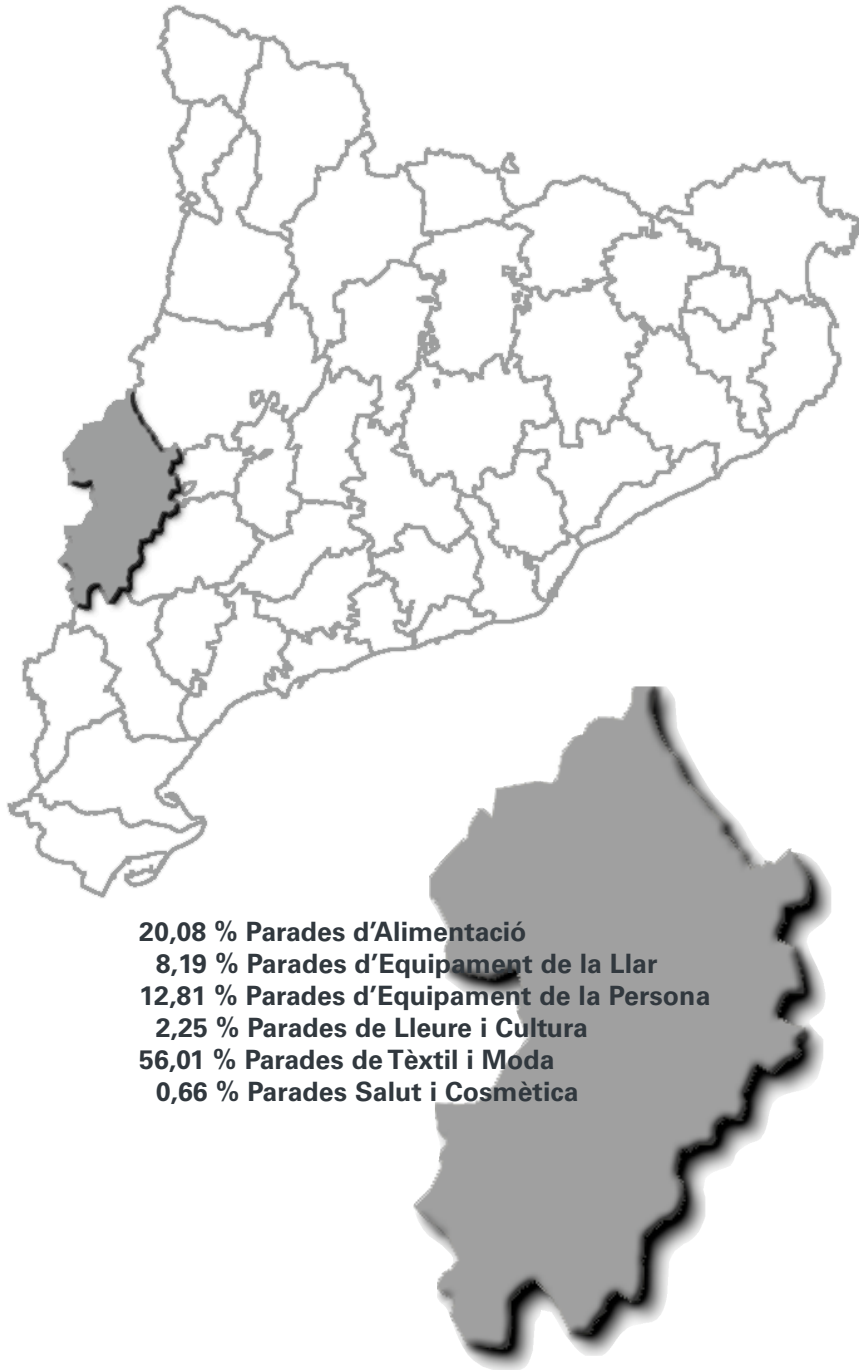 20,08 % Parades d’Alimentació
8,19 % Parades d’Equipament de la Llar
12,81 % Parades d’Equipament de la Persona
2,25 % Parades de Lleure i Cultura
56,01 % Parades de Tèxtil i Moda
0,66 % Parades Salut i Cosmètica